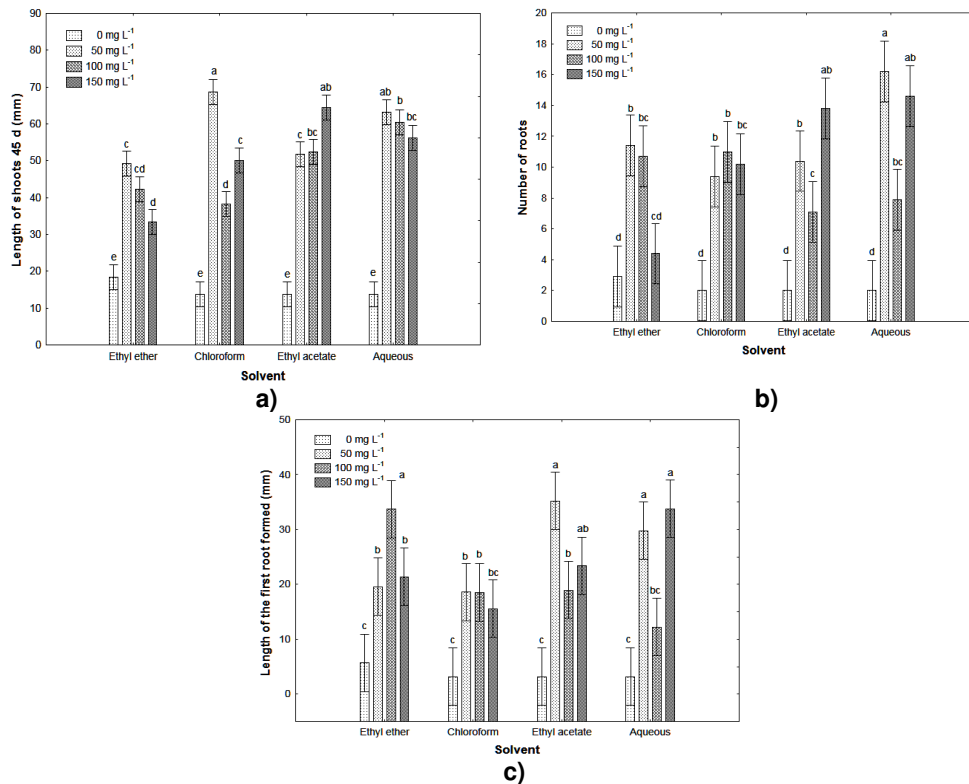 90
80
70
60
50
40
30
20
10
0
Length of shoots 45 d (mm)
0 mg L-1
50 mg L-1
100 mg L-1
150 mg L-1
e c cd d
e a d c
e c bc ab
e ab b bc
Ethyl ether Chloroform Ethyl acetate Aqueous
Solvent
a)
20
18
16
14
12
10
8
6
4
2
0
Number of roots
0 mg L-1
50 mg L-1
100 mg L-1
150 mg L-1
d b bc cd
d b b bc
d b c ab
d a bc ab
Ethyl ether Chloroform Ethyl acetate Aqueous
Solvent
b)
50
40
30
20
10
0
Length of the first root formed (mm)
0 mg L-1
50 mg L-1
100 mg L-1
150 mg L-1
c b a b
c b b bc
c a b ab
c a bc a
Ethyl ether Chloroform Ethyl acetate Aqueous
Solvent
c)